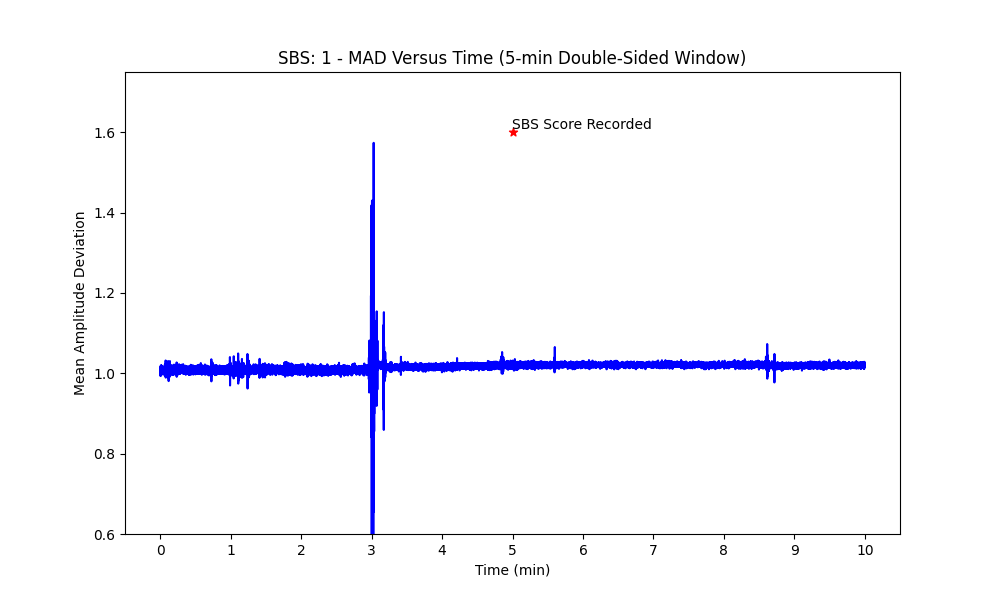 SBS: 1 - MAD Versus Time (5-min Double-Sided Window)
SBS Score Recorded
Mean Amplitude Deviation
1.6
1.4
1.2
1.0
0.8
0.6
0 1 2 3 4 5 6 7 8 9 10
Time (min)